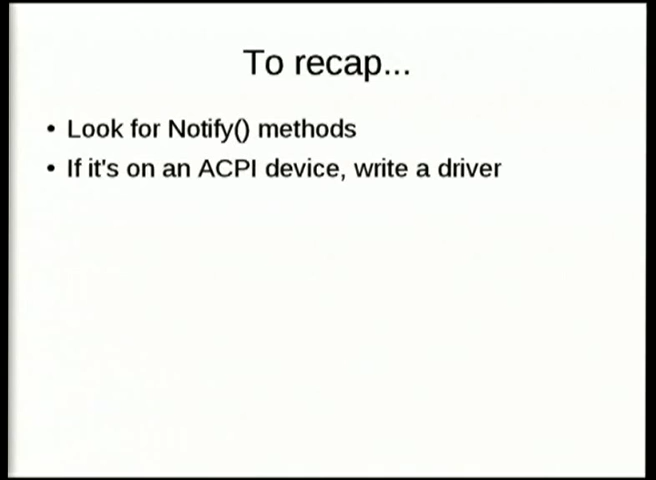 To recap...
• Look for Notify() methods
• If it's on an ACPI device, write a driver